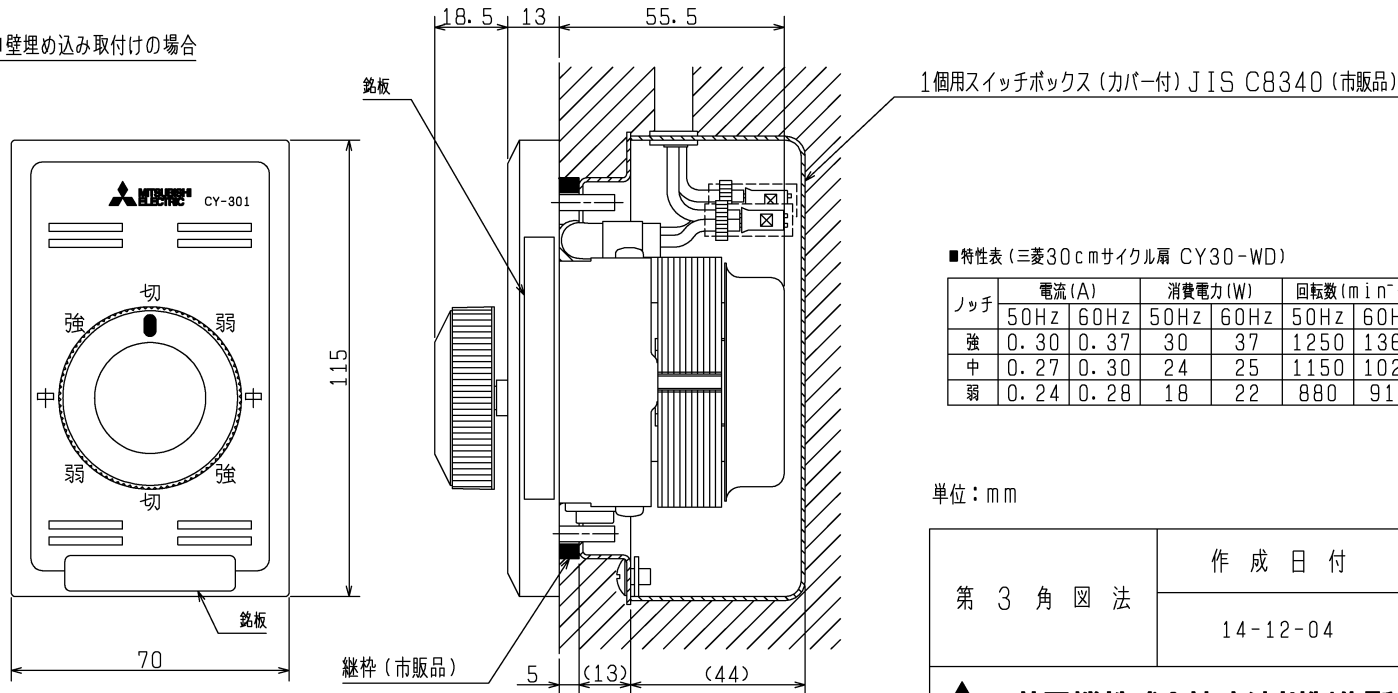 壁埋め込み取付けの場合
18.5
13
55.5
銘板
1個用スイッチボックス(カバー付)JIS C8340(市販品)
MITSUBISHI
ELECTRIC
CY-301
切
強
弱
中
中
弱
強
切
115
銘板
70
継枠(市販品)
5
(13)
(44)
■特性表(三菱30cmサイクル扇 CY30-WD)
ノッチ 電流(A) 消費電力(W) 回転数(min⁻
50Hz 60Hz 50Hz 60Hz 50Hz
強 0.30 0.37 30 37 1250
中 0.27 0.30 24 25 1150
弱 0.24 0.28 18 22 880
単位:mm
第3角図法
作成日付
14-12-04